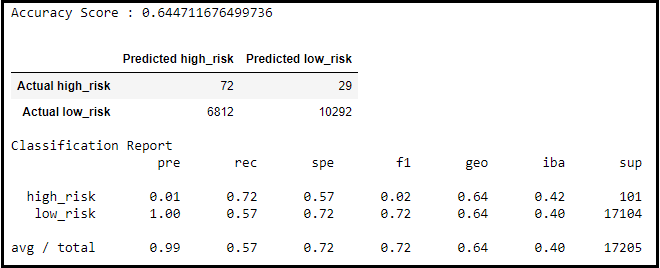 Accuracy Score : 0.644711676499736
Predicted high_risk Predicted low_risk
Actual high_risk 72 29
Actual low_risk 6812 10292
Classification Report
pre rec spe f1 geo iba sup
high_risk 0.01 0.72 0.57 0.02 0.64 0.42 101
low_risk 1.00 0.57 0.72 0.72 0.64 0.40 17104
avg / total 0.99 0.57 0.72 0.72 0.64 0.40 17205